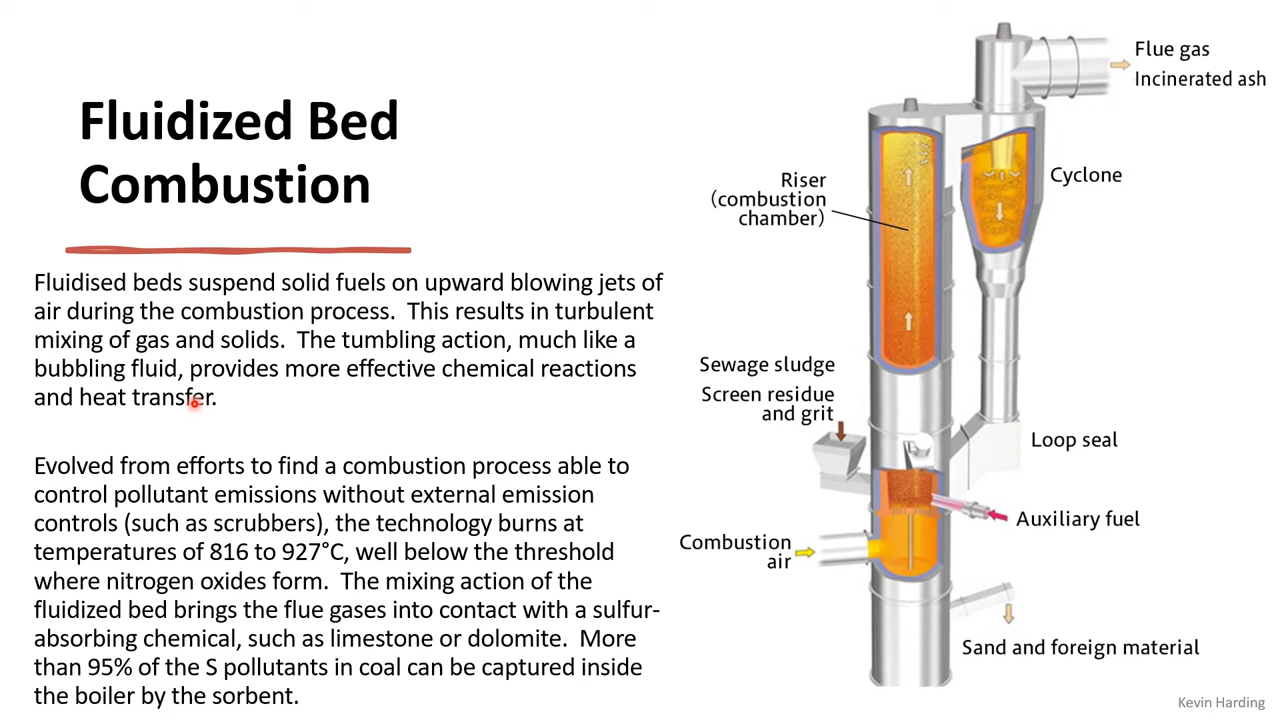 Fluidized Bed
Combustion
Fluidised beds suspend solid fuels on upward blowing jets of
air during the combustion process.  This results in turbulent
mixing of gas and solids.  The tumbling action, much like a
bubbling fluid, provides more effective chemical reactions
and heat transfer.
Evolved from efforts to find a combustion process able to
control pollutant emissions without external emission
controls (such as scrubbers), the technology burns at
temperatures of 816 to 927°C, well below the threshold
where nitrogen oxides form.  The mixing action of the
fluidized bed brings the flue gases into contact with a sulfur-
absorbing chemical, such as limestone or dolomite.  More
than 95% of the S pollutants in coal can be captured inside
the boiler by the sorbent.
Flue gas
Incinerated ash
Cyclone
Riser
(combustion
chamber)
Sewage sludge
Screen residue
and grit
Loop seal
Auxiliary fuel
Combustion
air
Sand and foreign material
Kevin Harding